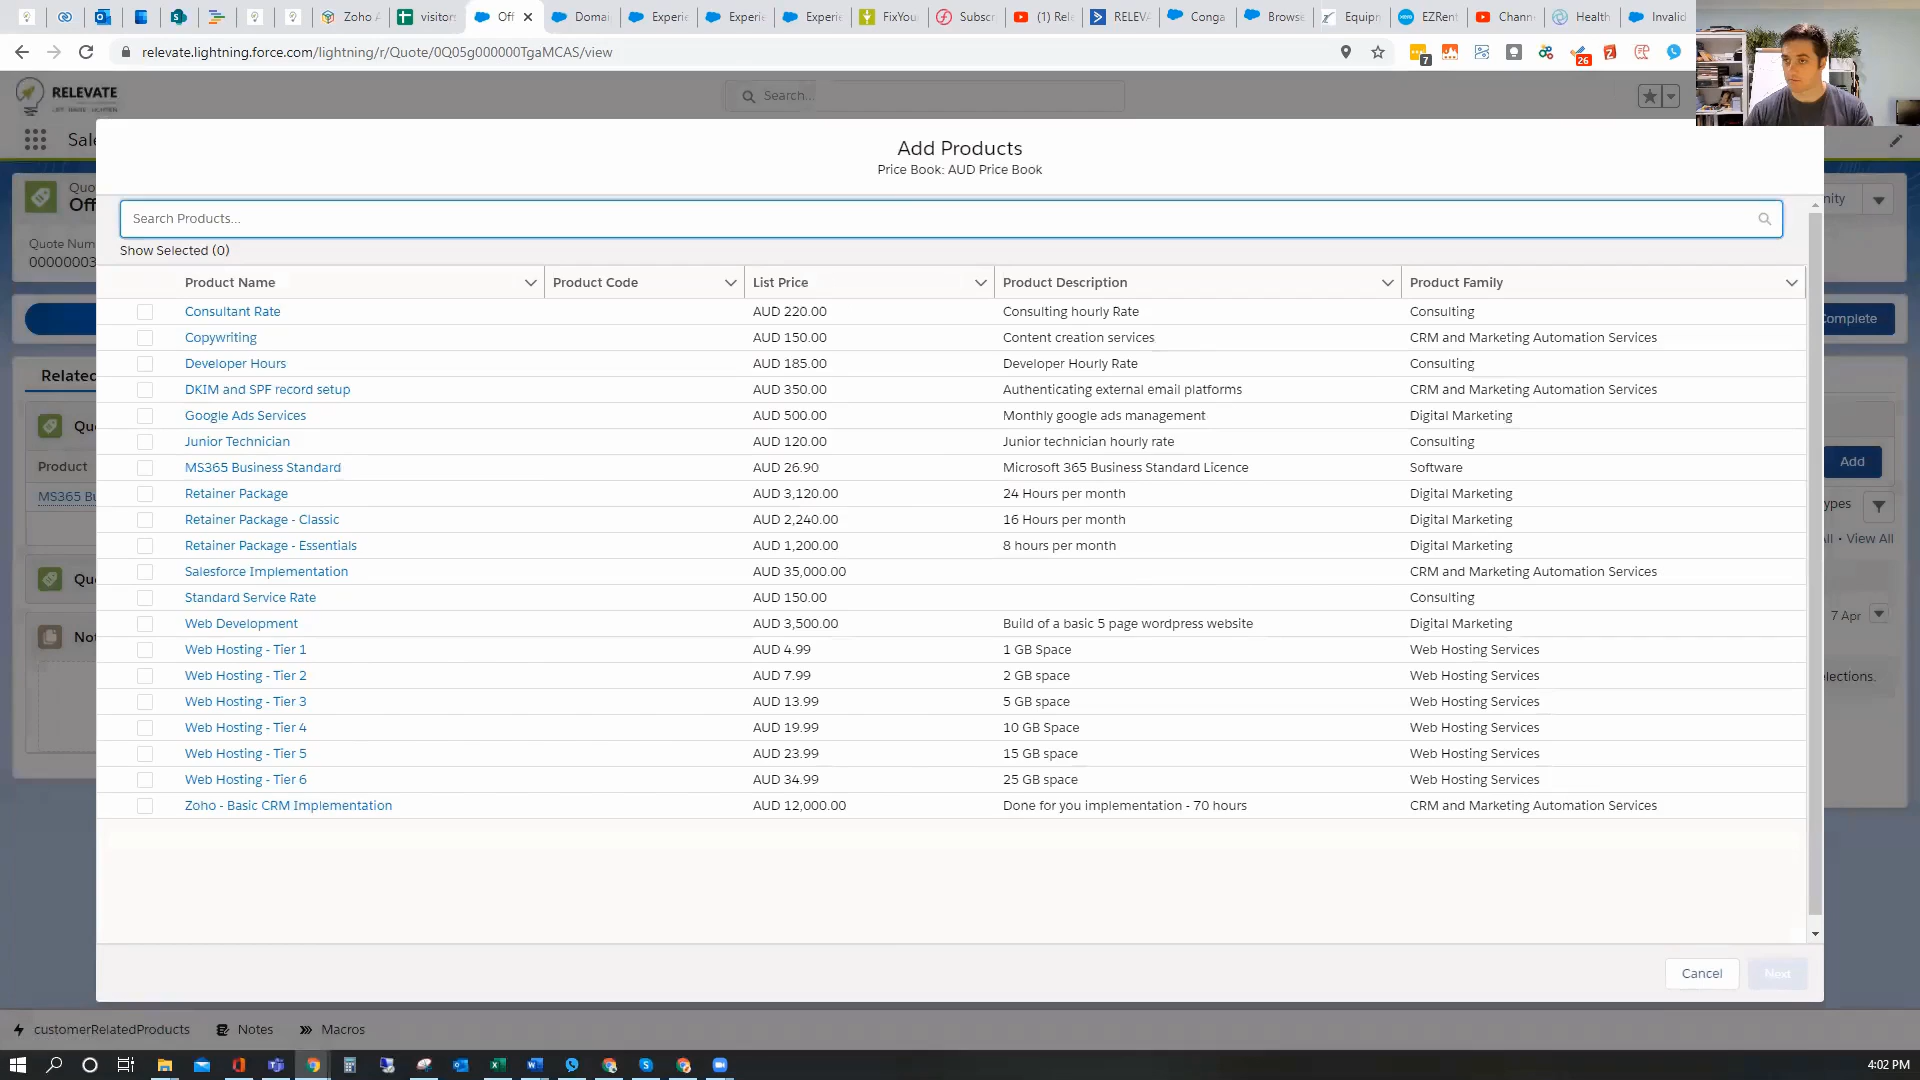 Zoho A
visitors
Off
Domai
Experie
Experie
Experie
FixYou
Subscr
(1) Rel
RELEVA
Conga
Browse
Equipn
EZRent
Chann
Health
Invalid
relevate.lightning.force.com/lightning/r/Quote/0Q05g000000TgaMCAS/view
7
26
RELEVATE
Search...
Sale
Add Products
Price Book: AUD Price Book
Quo
Off
nity
Search Products...
Quote Num
Show Selected (0)
00000003
Product Name
Product Code
List Price
Product Description
Product Family
Consultant Rate AUD 220.00 Consulting hourly Rate Consulting
Complete
Copywriting AUD 150.00 Content creation services CRM and Marketing Automation Services
Developer Hours AUD 185.00 Developer Hourly Rate Consulting
Related
DKIM and SPF record setup AUD 350.00 Authenticating external email platforms CRM and Marketing Automation Services
Google Ads Services AUD 500.00 Monthly google ads management Digital Marketing
Quo
Junior Technician AUD 120.00 Junior technician hourly rate Consulting
Product
Add
MS365 Business Standard AUD 26.90 Microsoft 365 Business Standard Licence Software
MS365 Bu
Retainer Package AUD 3,120.00 24 Hours per month Digital Marketing
ypes
Retainer Package - Classic AUD 2,240.00 16 Hours per month Digital Marketing
All • View All
Retainer Package - Essentials AUD 1,200.00 8 hours per month Digital Marketing
Salesforce Implementation AUD 35,000.00 CRM and Marketing Automation Services
Quo
Standard Service Rate AUD 150.00 Consulting
7 Apr
Web Development AUD 3,500.00 Build of a basic 5 page wordpress website Digital Marketing
Not
Web Hosting - Tier 1 AUD 4.99 1 GB Space Web Hosting Services
Web Hosting - Tier 2 AUD 7.99 2 GB space Web Hosting Services
elections.
Web Hosting - Tier 3 AUD 13.99 5 GB space Web Hosting Services
Web Hosting - Tier 4 AUD 19.99 10 GB Space Web Hosting Services
Web Hosting - Tier 5 AUD 23.99 15 GB space Web Hosting Services
Web Hosting - Tier 6 AUD 34.99 25 GB space Web Hosting Services
Zoho - Basic CRM Implementation AUD 12,000.00 Done for you implementation - 70 hours CRM and Marketing Automation Services
Cancel
Next
customerRelatedProducts
Notes
Macros
4:02 PM